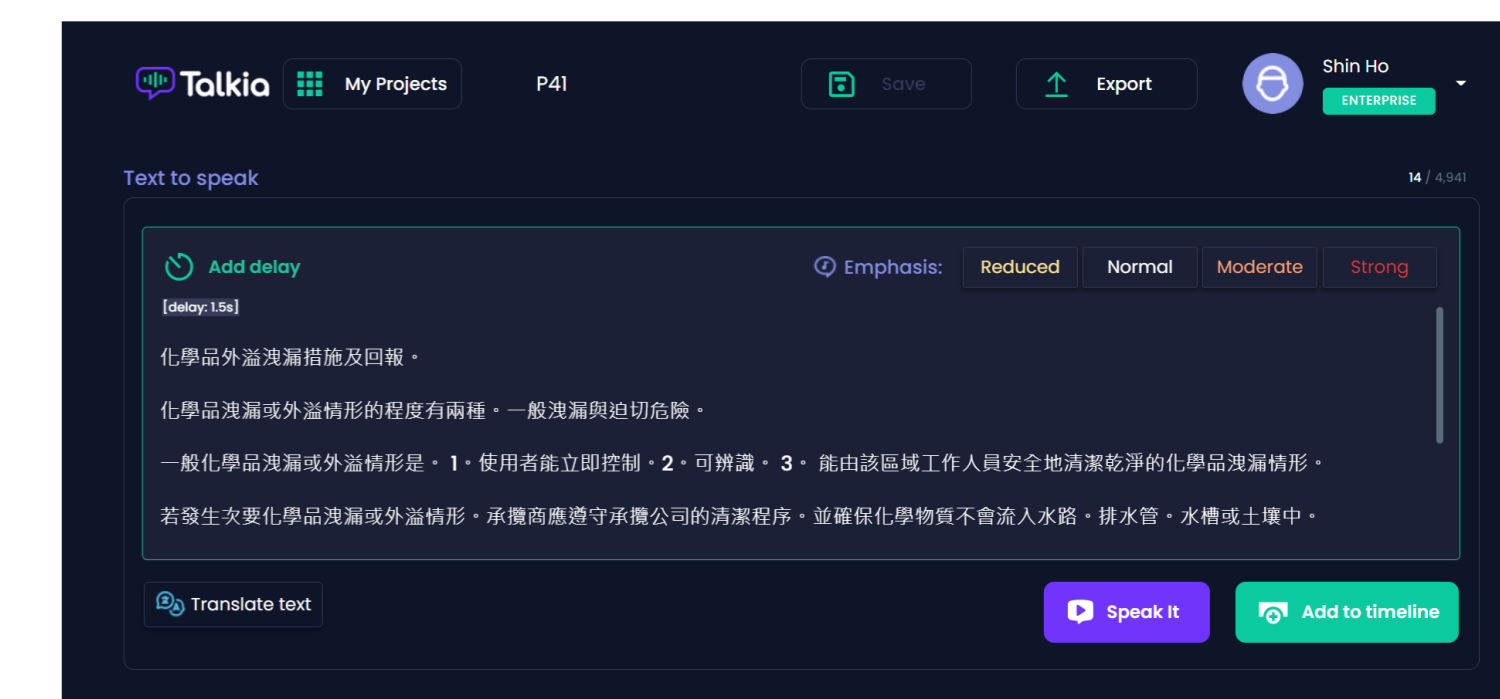 Talkia
My Projects
P41
Save
Export
Shin Ho
ENTERPRISE
Text to speak
14 / 4,941
Add delay
Emphasis:
Reduced
Normal
Moderate
Strong
[delay: 1.5s]
化學品外溢洩漏措施及回報。
化學品洩漏或外溢情形的程度有兩種。一般洩漏與迫切危險。
一般化學品洩漏或外溢情形是。 1。使用者能立即控制。2。可辨識。 3。 能由該區域工作人員安全地清潔乾淨的化學品洩漏情形。
若發生次要化學品洩漏或外溢情形。承攬商應遵守承攬公司的清潔程序。並確保化學物質不會流入水路。排水管。水槽或土壤中。
Translate text
Speak It
Add to timeline